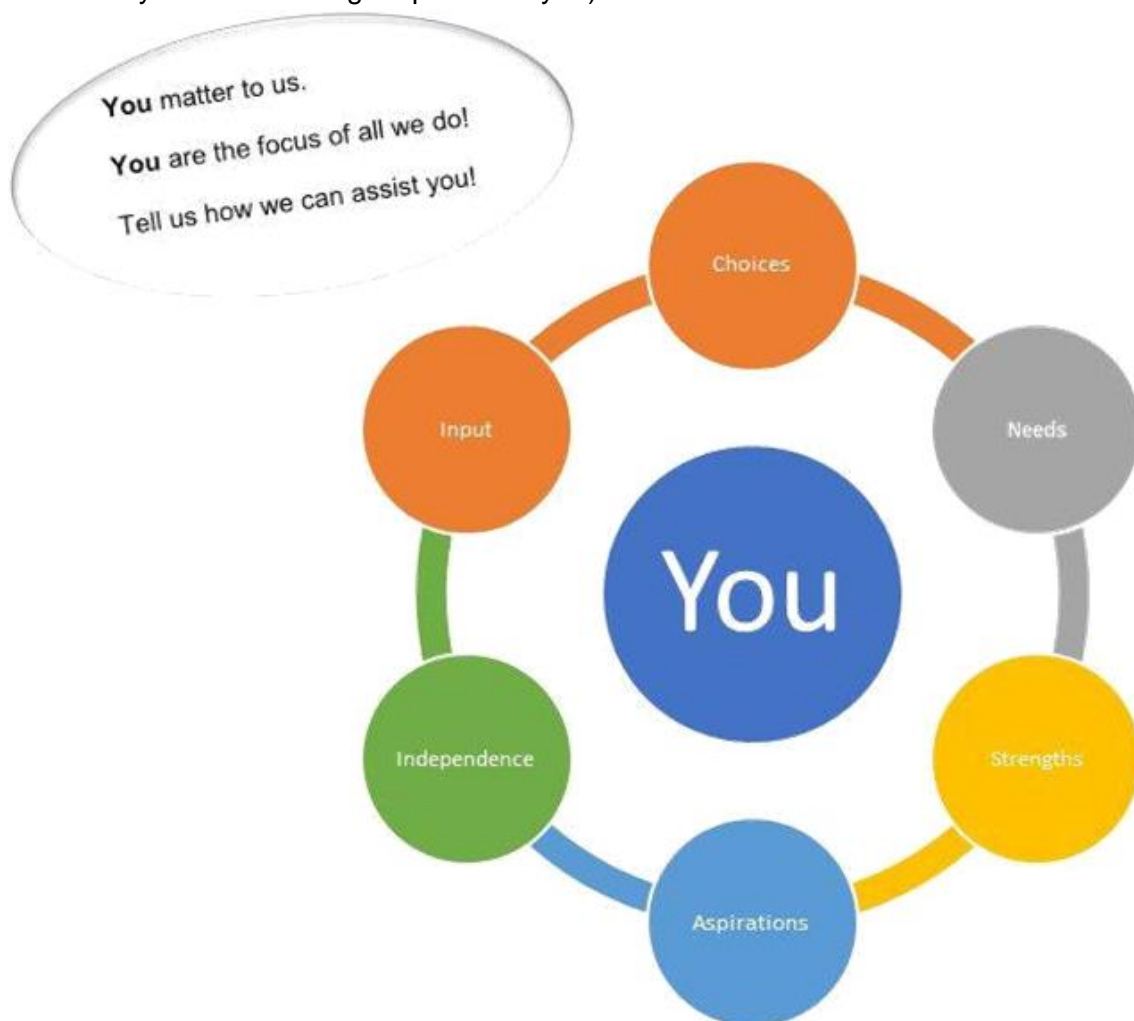 You matter to us.
You are the focus of all we do!
Tell us how we can assist you!
Choices
Input
Needs
You
Independence
Strengths
Aspirations